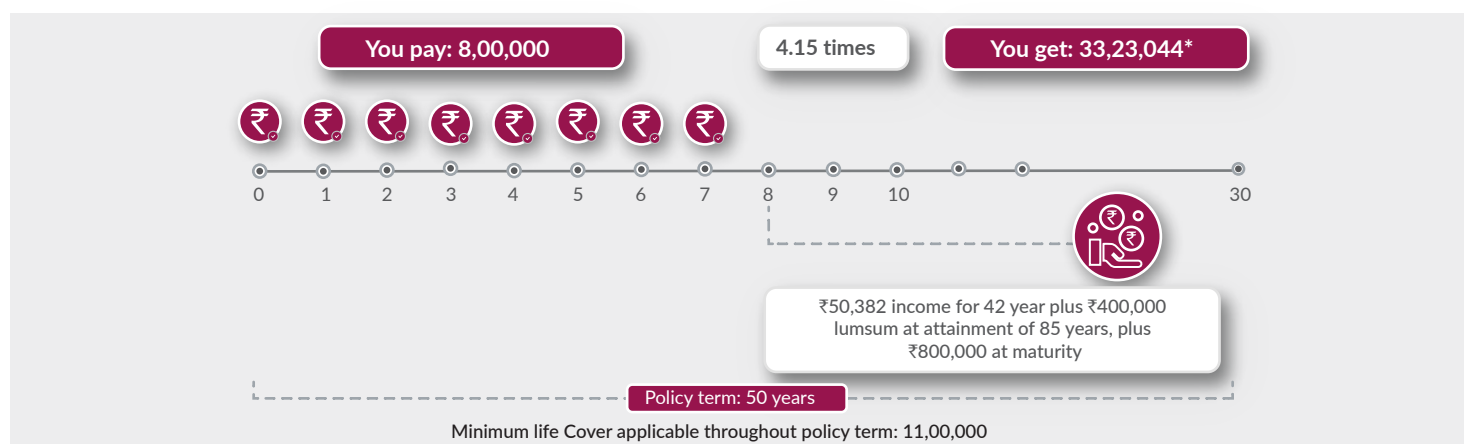 You pay: 8,00,000
4.15 times
You get: 33,23,044*
₹ ₹ ₹ ₹ ₹ ₹ ₹ ₹
0 1 2 3 4 5 6 7 8 9 10 30
₹ ₹
₹50,382 income for 42 year plus ₹400,000
lumsum at attainment of 85 years, plus
₹800,000 at maturity
Policy term: 50 years
Minimum life Cover applicable throughout policy term: 11,00,000